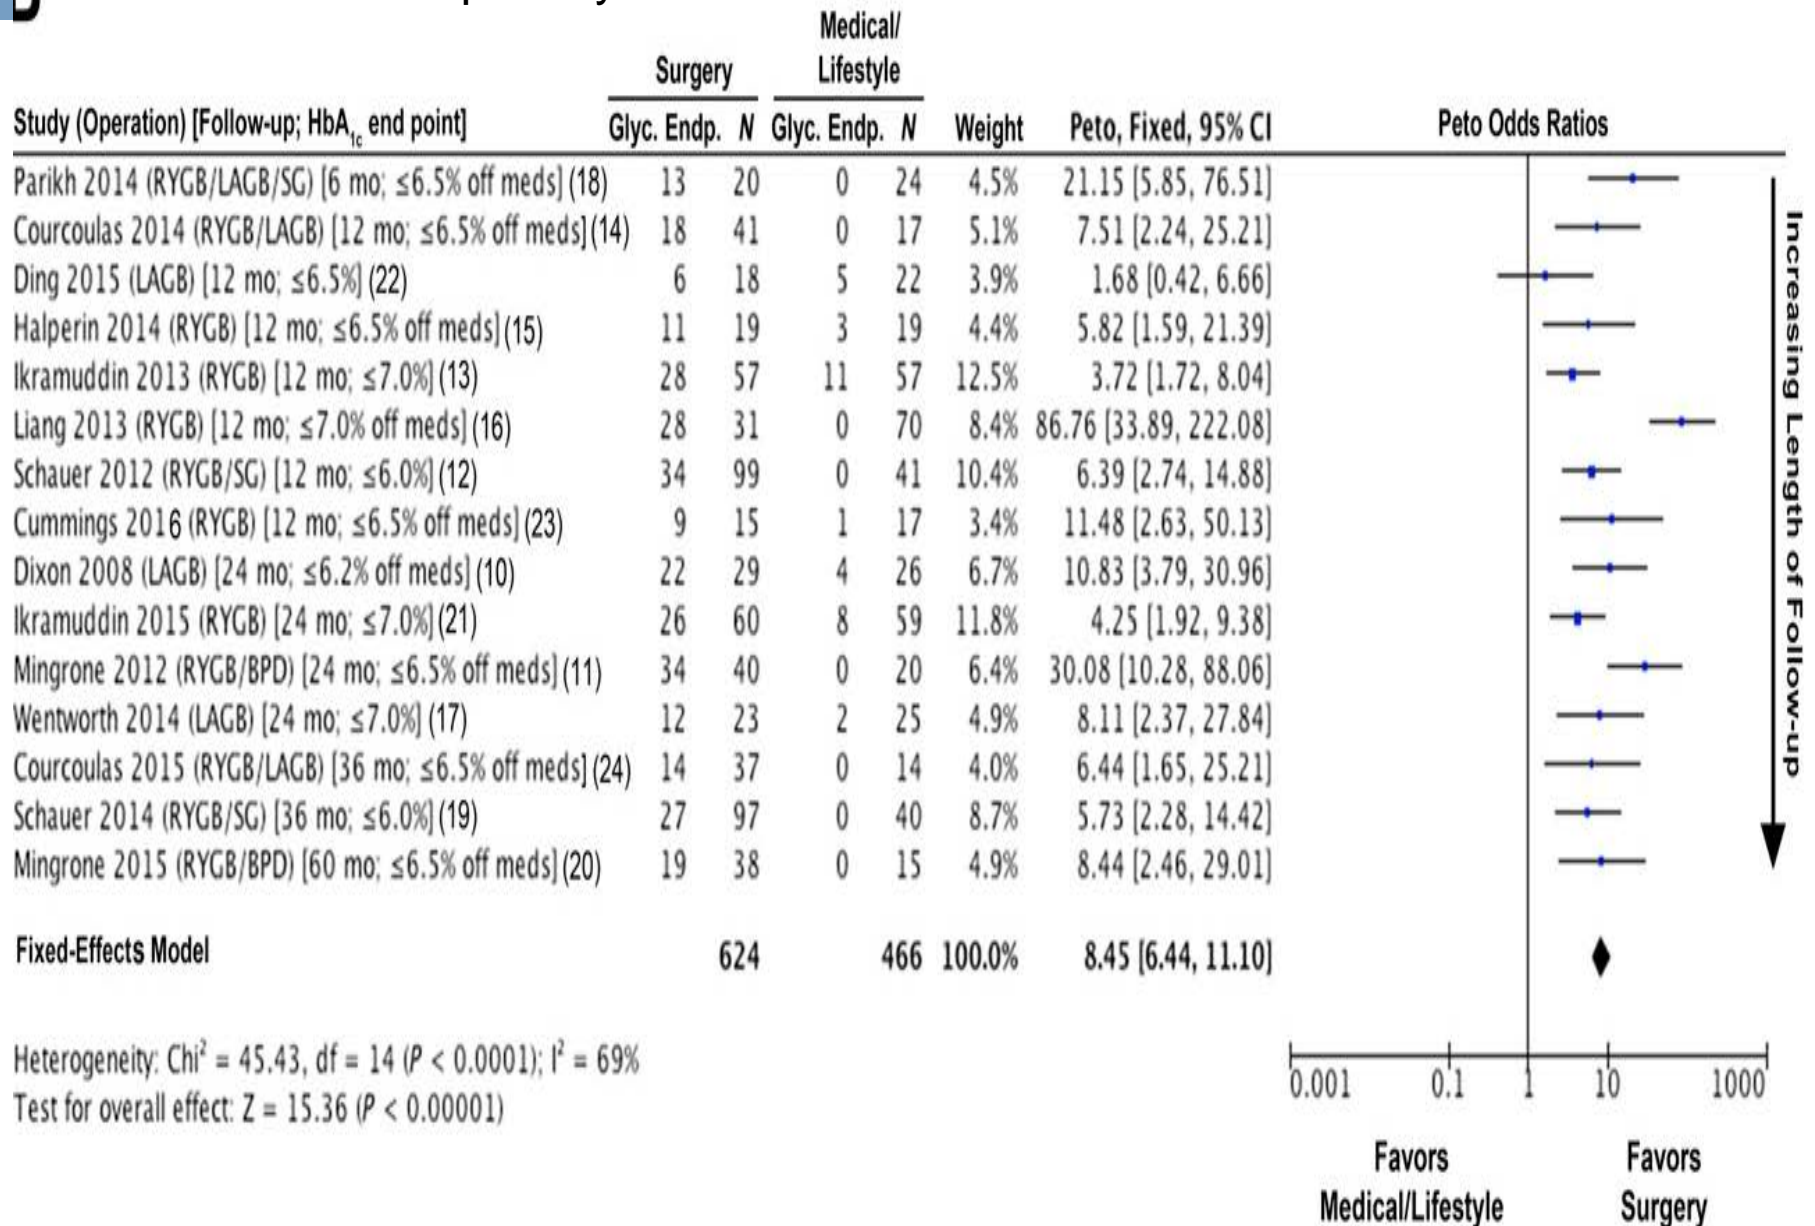 Medical/
Surgery Lifestyle
Study (Operation) [Follow-up; HbA1c end point] Glyc. Endp. N Glyc. Endp. N Weight Peto, Fixed, 95% CI Peto Odds Ratios
Parikh 2014 (RYGB/LAGB/SG) [6 mo; ≤6.5% off meds] (18) 13 20 0 24 4.5% 21.15 [5.85, 76.51]
Courcoulas 2014 (RYGB/LAGB) [12 mo; ≤6.5% off meds] (14) 18 41 0 17 5.1% 7.51 [2.24, 25.21]
Ding 2015 (LAGB) [12 mo; ≤6.5%] (22) 6 18 5 22 3.9% 1.68 [0.42, 6.66]
Halperin 2014 (RYGB) [12 mo; ≤6.5% off meds] (15) 11 19 3 19 4.4% 5.82 [1.59, 21.39]
Ikramuddin 2013 (RYGB) [12 mo; ≤7.0%] (13) 28 57 11 57 12.5% 3.72 [1.72, 8.04]
Liang 2013 (RYGB) [12 mo; ≤7.0% off meds] (16) 28 31 0 70 8.4% 86.76 [33.89, 222.08]
Schauer 2012 (RYGB/SG) [12 mo; ≤6.0%] (12) 34 99 0 41 10.4% 6.39 [2.74, 14.88]
Cummings 2016 (RYGB) [12 mo; ≤6.5% off meds] (23) 9 15 1 17 3.4% 11.48 [2.63, 50.13]
Dixon 2008 (LAGB) [24 mo; ≤6.2% off meds] (10) 22 29 4 26 6.7% 10.83 [3.79, 30.96]
Ikramuddin 2015 (RYGB) [24 mo; ≤7.0%] (21) 26 60 8 59 11.8% 4.25 [1.92, 9.38]
Mingrone 2012 (RYGB/BPD) [24 mo; ≤6.5% off meds] (11) 34 40 0 20 6.4% 30.08 [10.28, 88.06]
Wentworth 2014 (LAGB) [24 mo; ≤7.0%] (17) 12 23 2 25 4.9% 8.11 [2.37, 27.84]
Courcoulas 2015 (RYGB/LAGB) [36 mo; ≤6.5% off meds] (24) 14 37 0 14 4.0% 6.44 [1.65, 25.21]
Schauer 2014 (RYGB/SG) [36 mo; ≤6.0%] (19) 27 97 0 40 8.7% 5.73 [2.28, 14.42]
Mingrone 2015 (RYGB/BPD) [60 mo; ≤6.5% off meds] (20) 19 38 0 15 4.9% 8.44 [2.46, 29.01]
Increasing Length of Follow-up
Fixed-Effects Model 624 466 100.0% 8.45 [6.44, 11.10]
Heterogeneity: Chi² = 45.43, df = 14 (P < 0.0001); I² = 69%
Test for overall effect: Z = 15.36 (P < 0.00001)
0.001 0.1 1 10 1000
Favors Favors
Medical/Lifestyle Surgery